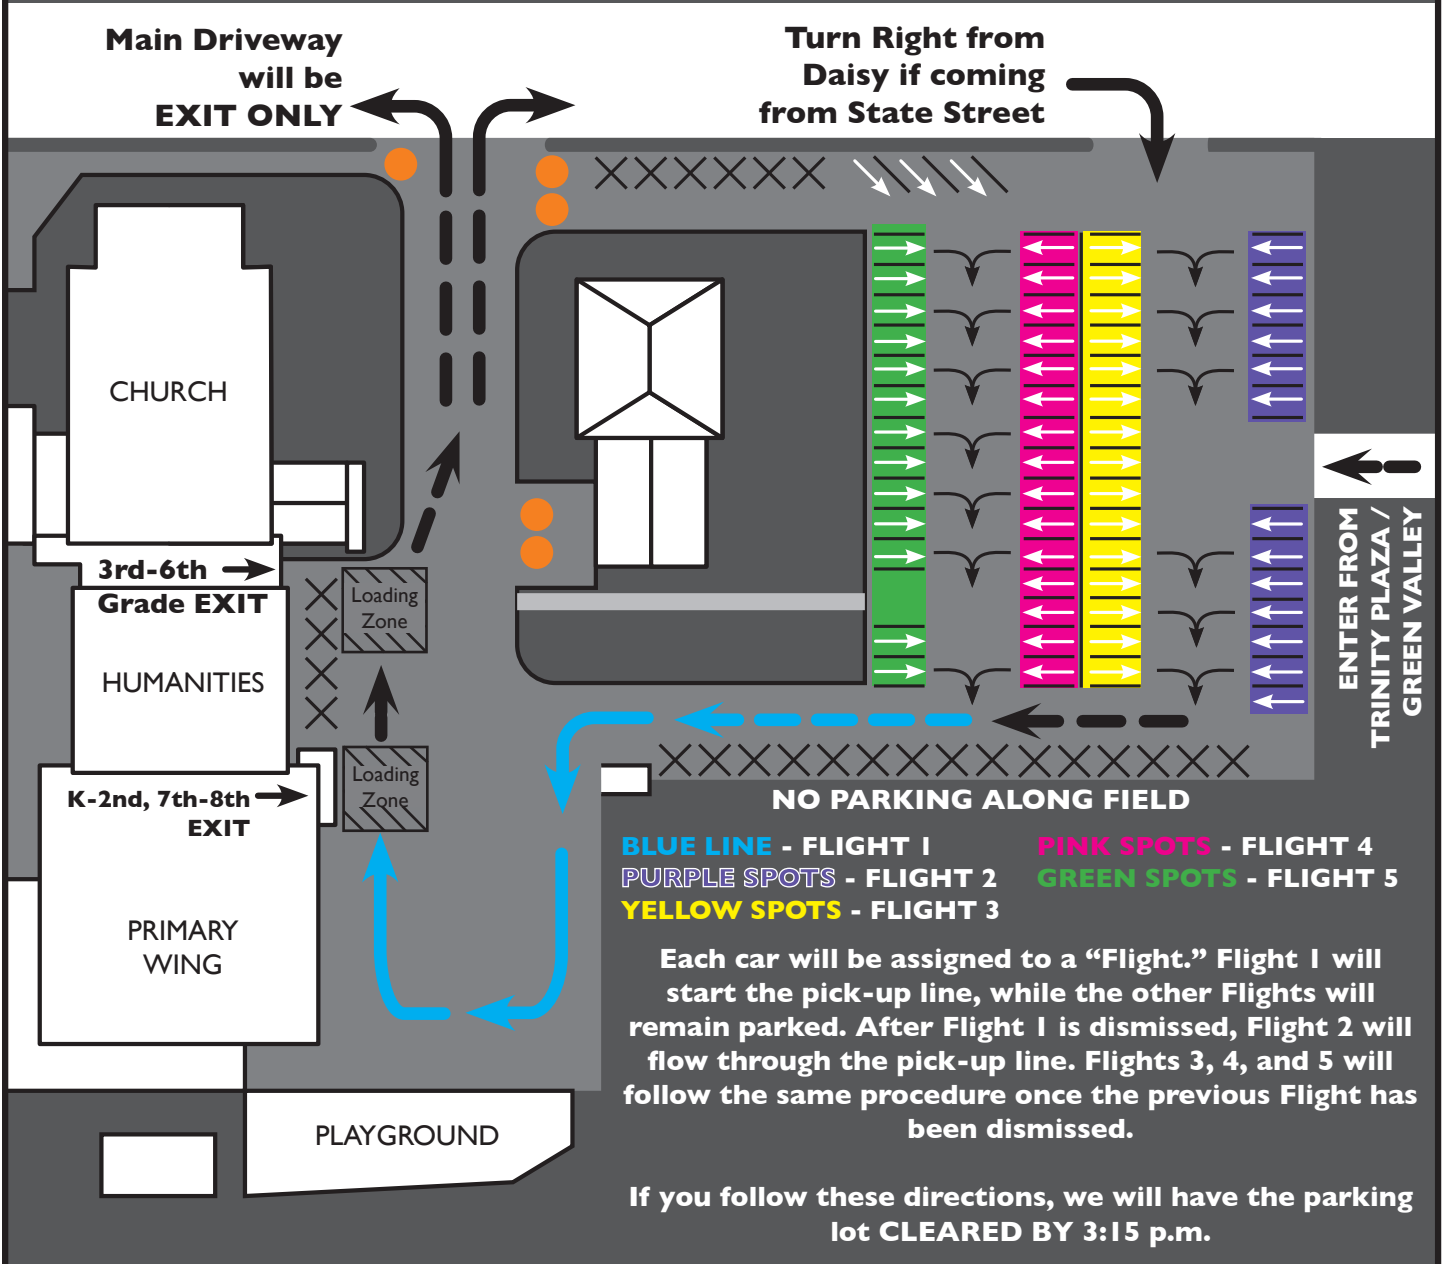 Main Driveway
will be
EXIT ONLY
Turn Right from
Daisy if coming
from State Street
CHURCH
3rd-6th
Grade EXIT
Loading
Zone
HUMANITIES
Loading
Zone
K-2nd, 7th-8th
EXIT
PRIMARY
WING
PLAYGROUND
ENTER FROM
TRINITY PLAZA /
GREEN VALLEY
NO PARKING ALONG FIELD
BLUE LINE - FLIGHT 1
PURPLE SPOTS - FLIGHT 2
YELLOW SPOTS - FLIGHT 3
PINK SPOTS - FLIGHT 4
GREEN SPOTS - FLIGHT 5
Each car will be assigned to a “Flight.” Flight 1 will
start the pick-up line, while the other Flights will
remain parked. After Flight 1 is dismissed, Flight 2 will
flow through the pick-up line. Flights 3, 4, and 5 will
follow the same procedure once the previous Flight has
been dismissed.
If you follow these directions, we will have the parking
lot CLEARED BY 3:15 p.m.